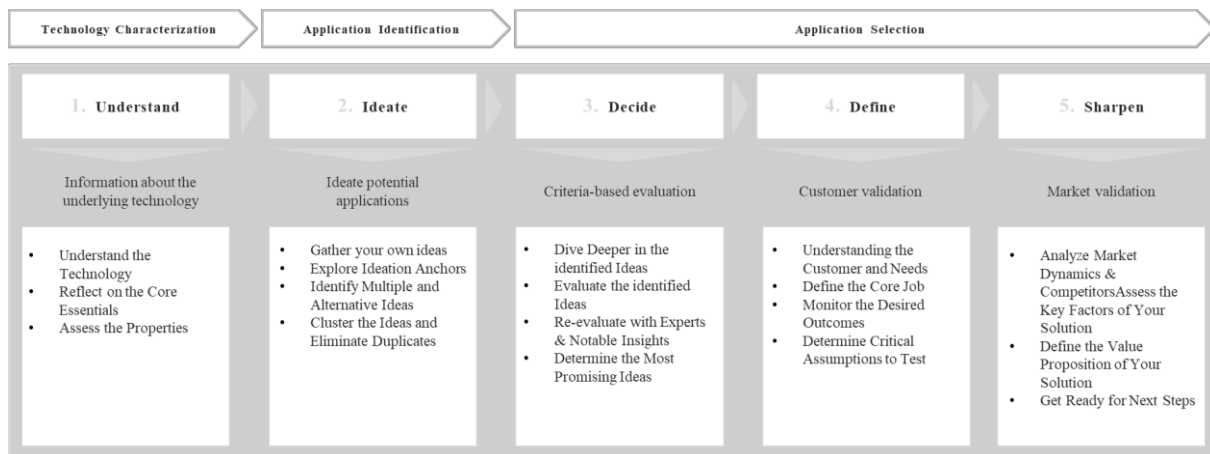 Technology Characterization
Application Identification
Application Selection
1. Understand
2. Ideate
3. Decide
4. Define
5. Sharpen
Information about the
underlying technology
Ideate potential
applications
Criteria-based evaluation
Customer validation
Market validation
• Understand the
Technology
• Reflect on the Core
Essentials
• Assess the Properties
• Gather your own ideas
• Explore Ideation Anchors
• Identify Multiple and
Alternative Ideas
• Cluster the Ideas and
Eliminate Duplicates
• Dive Deeper in the
identified Ideas
• Evaluate the identified
Ideas
• Re-evaluate with Experts
& Notable Insights
• Determine the Most
Promising Ideas
• Understanding the
Customer and Needs
• Define the Core Job
• Monitor the Desired
Outcomes
• Determine Critical
Assumptions to Test
• Analyze Market
Dynamics &
CompetitorsAssess the
Key Factors of Your
Solution
• Define the Value
Proposition of Your
Solution
• Get Ready for Next Steps